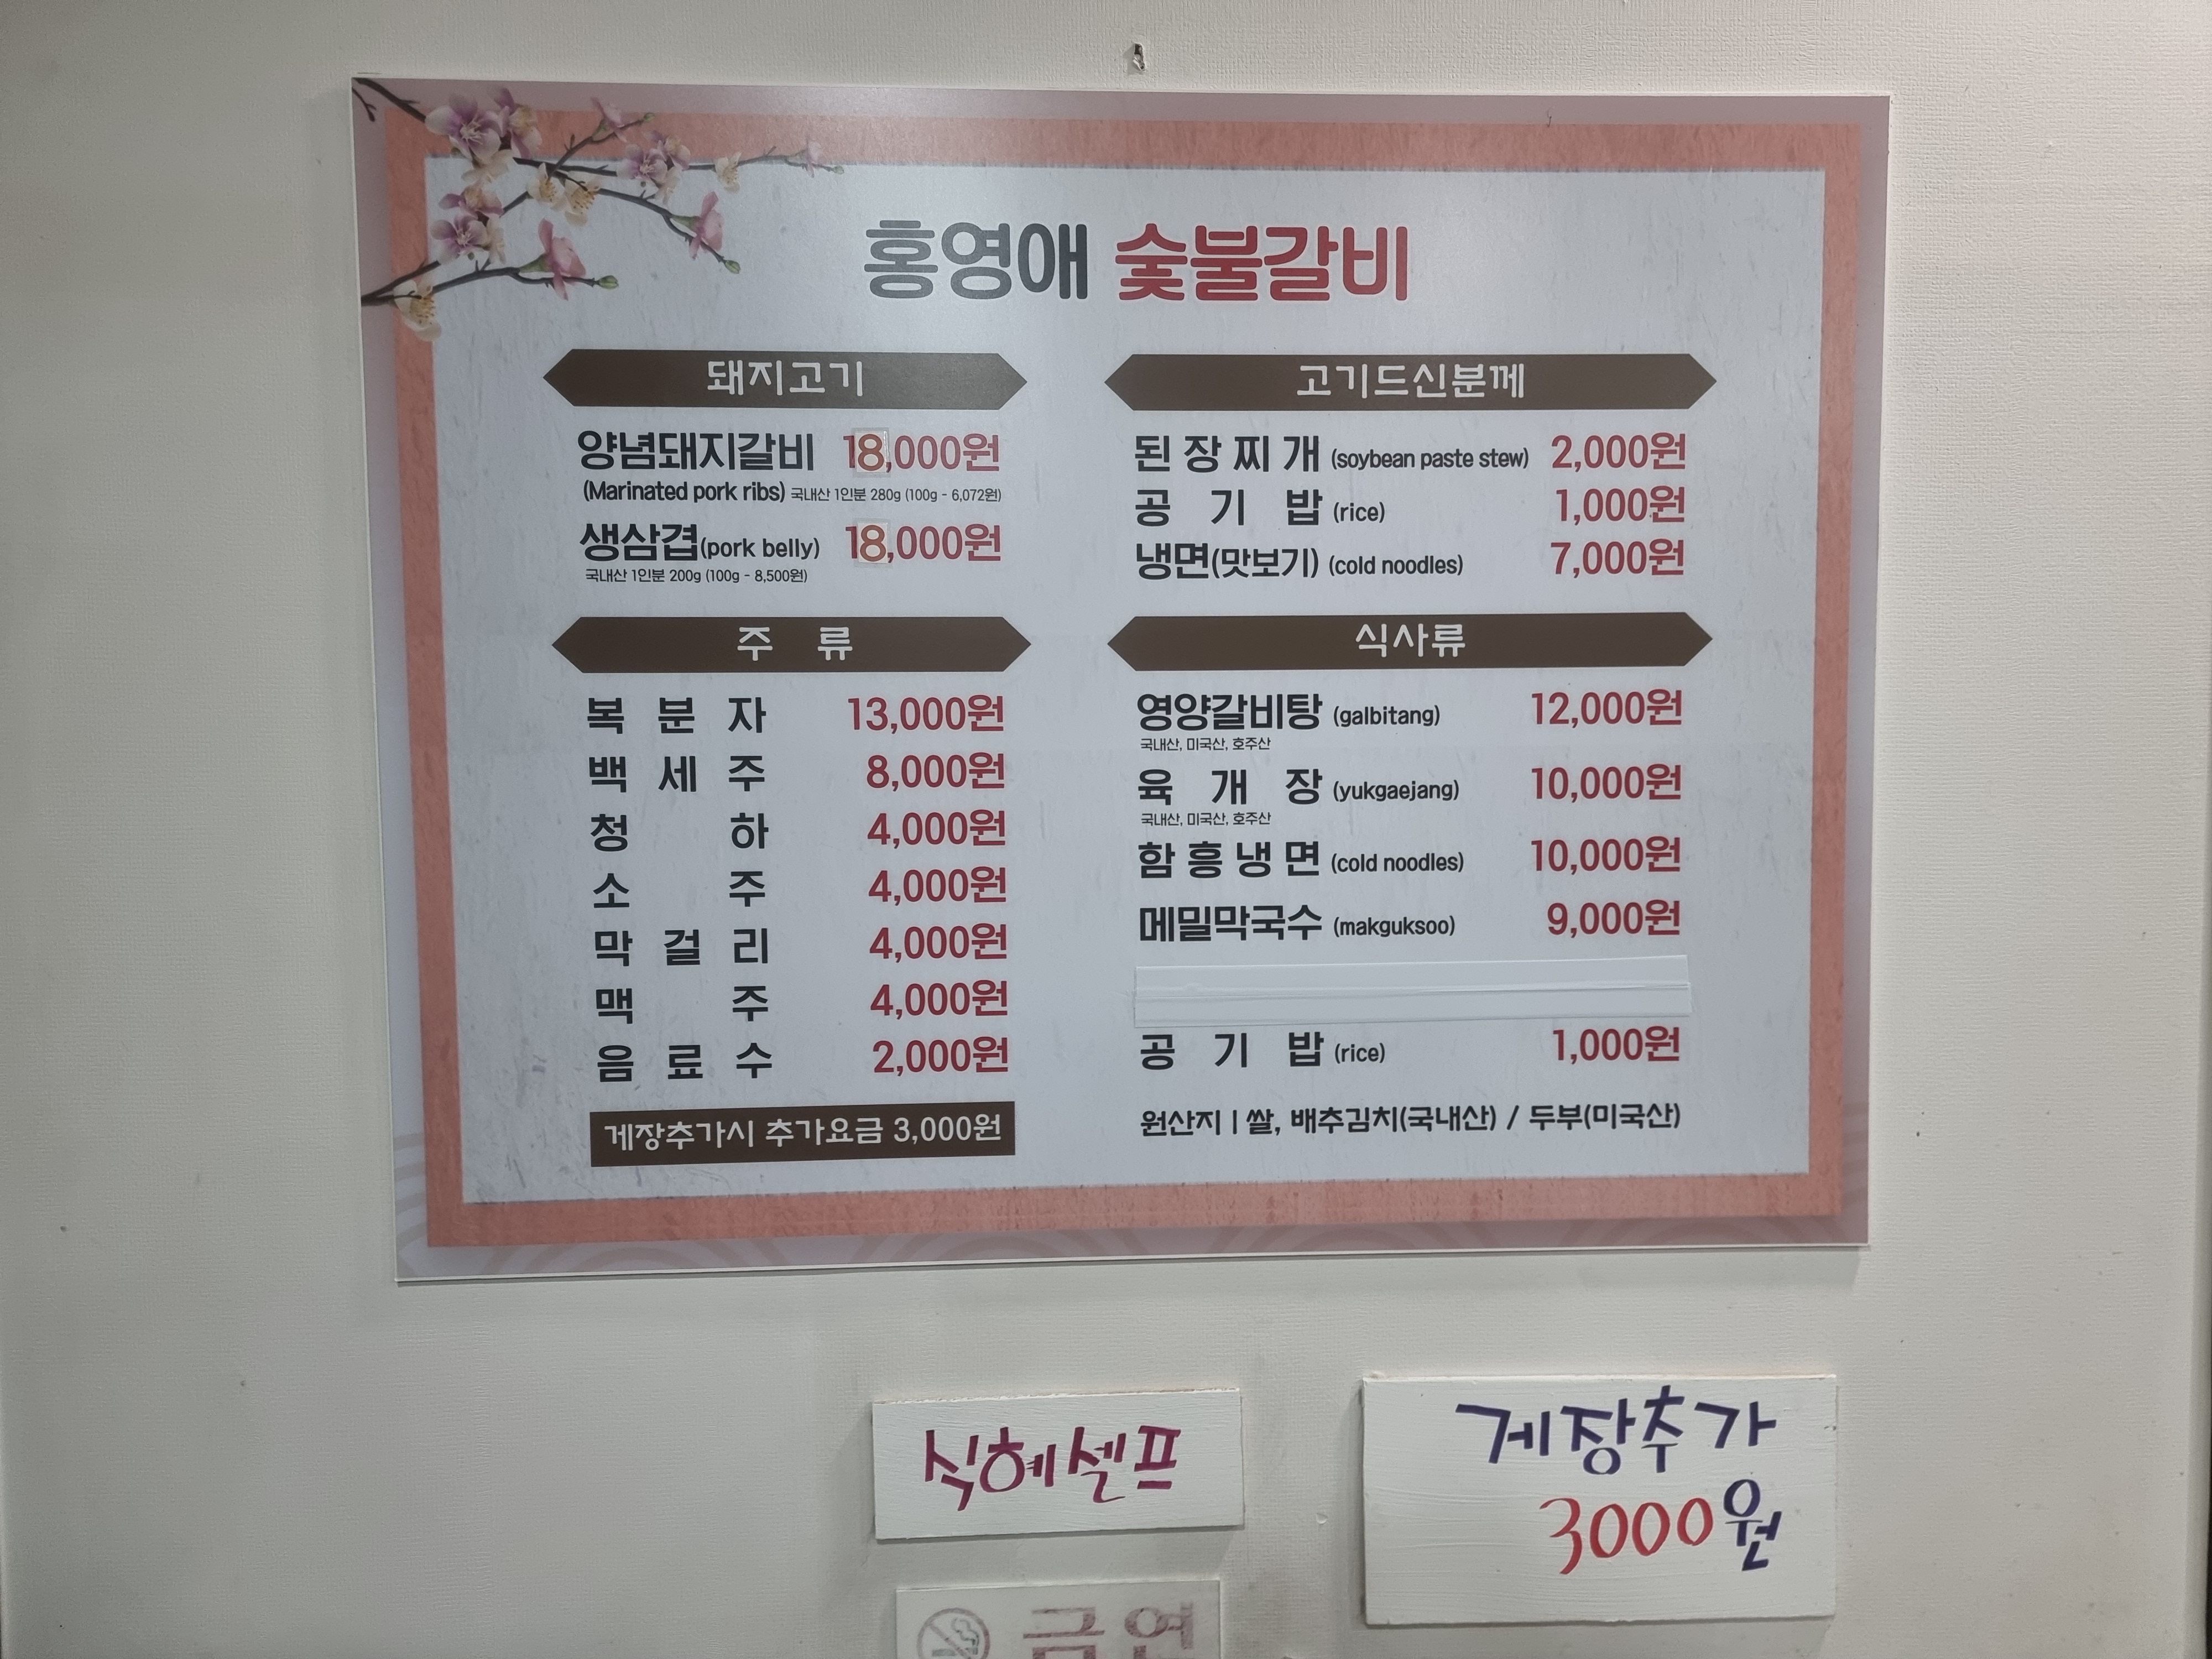 홍영애 숯불갈비
돼지고기
양념돼지갈비 18,000원
(Marinated pork ribs) 국내산 1인분 280g (100g - 6,072원)
생삼겹(pork belly) 18,000원
국내산 1인분 200g (100g - 8,500원)
주 류
복 분 자 13,000원
백 세 주 8,000원
청 하 4,000원
소 주 4,000원
막 걸 리 4,000원
맥 주 4,000원
음 료 수 2,000원
게장추가시 추가요금 3,000원
고기드신분께
된 장 찌 개 (soybean paste stew) 2,000원
공 기 밥 (rice) 1,000원
냉면(맛보기) (cold noodles) 7,000원
식사류
영양갈비탕 (galbitang) 12,000원
국내산, 미국산, 호주산
육 개 장 (yukgaejang) 10,000원
국내산, 미국산, 호주산
함 흥 냉 면 (cold noodles) 10,000원
메밀막국수 (makguksoo) 9,000원
공 기 밥 (rice) 1,000원
원산지 | 쌀, 배추김치(국내산) / 두부(미국산)
식혜셀프
게장추가
3000원
금연